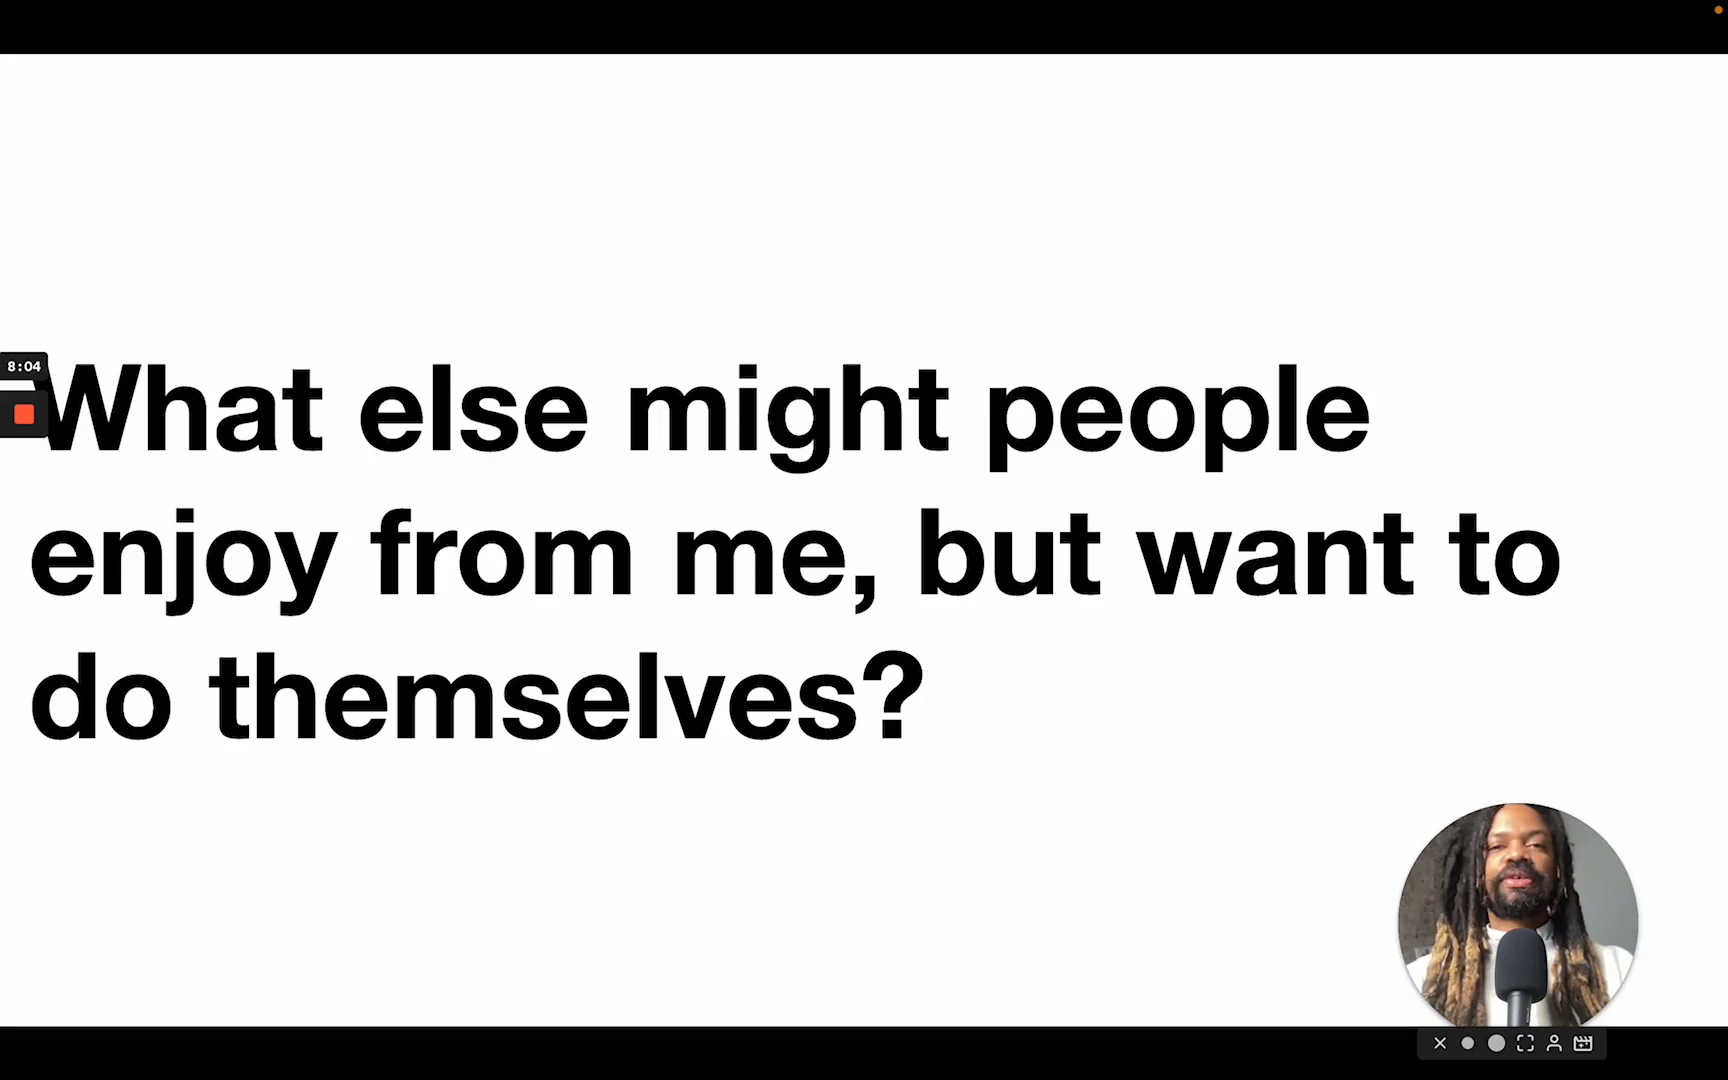 8:04
What else might people
enjoy from me, but want to
do themselves?